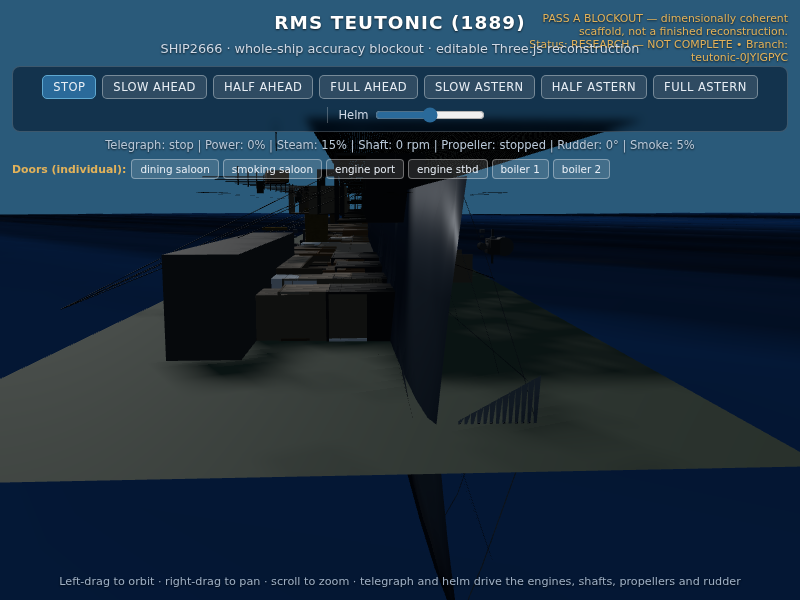 RMS TEUTONIC (1889)
SHIP2666 · whole-ship accuracy blockout · editable Three.js reconstruction
PASS A BLOCKOUT — dimensionally coherent
scaffold, not a finished reconstruction.
Status: RESEARCH — NOT COMPLETE • Branch:
teutonic-0JYIGPYC
STOP SLOW AHEAD HALF AHEAD FULL AHEAD SLOW ASTERN HALF ASTERN FULL ASTERN
Helm
Telegraph: stop | Power: 0% | Steam: 15% | Shaft: 0 rpm | Propeller: stopped | Rudder: 0° | Smoke: 5%
Doors (individual): dining saloon smoking saloon engine port engine stbd boiler 1 boiler 2
Left-drag to orbit · right-drag to pan · scroll to zoom · telegraph and helm drive the engines, shafts, propellers and rudder